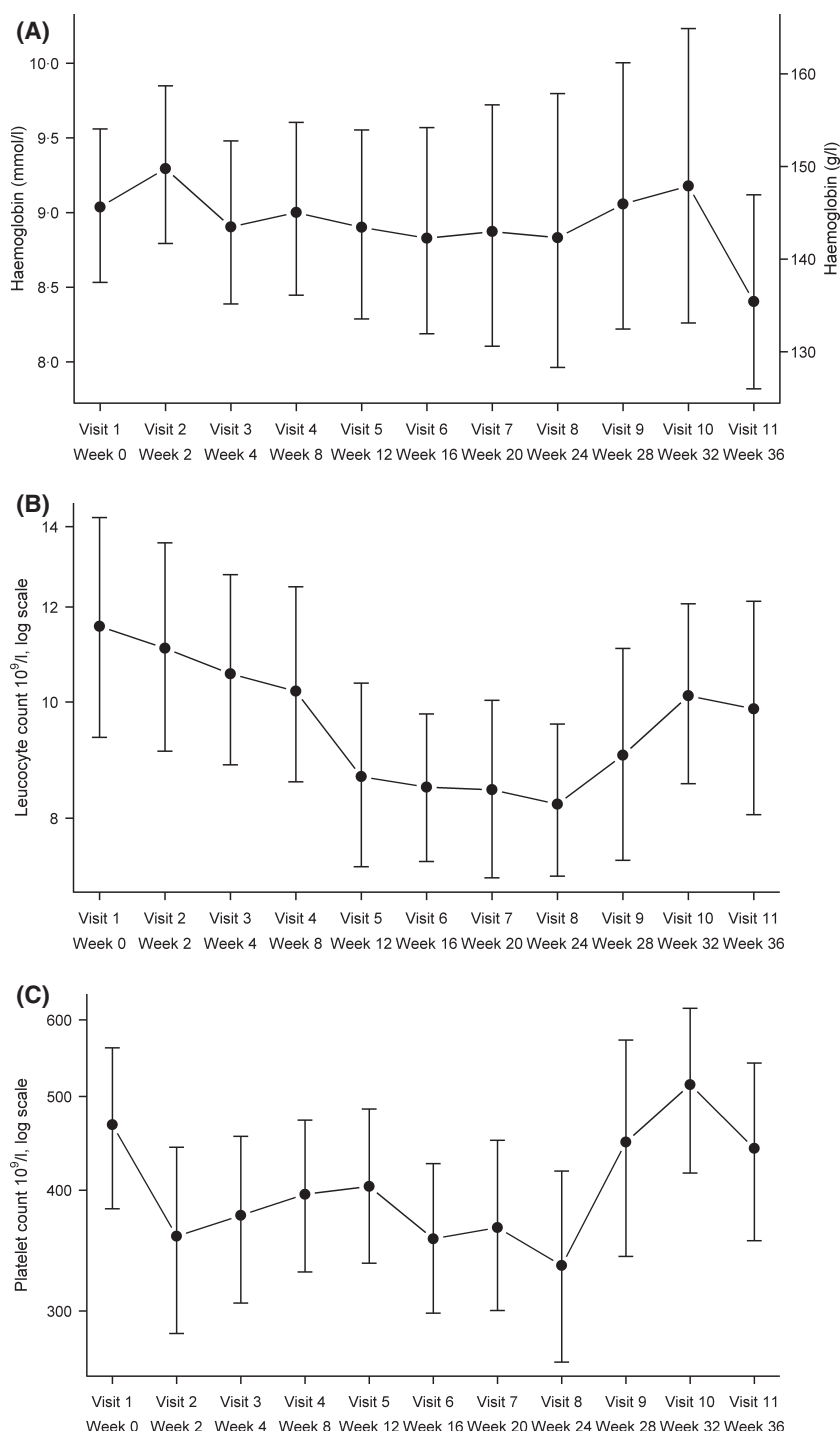 (A)
Haemoglobin (mmol/l)
10·0
9·5
9·0
8·5
8·0
160
150
140
130
Haemoglobin (g/l)
Visit 1 Visit 2 Visit 3 Visit 4 Visit 5 Visit 6 Visit 7 Visit 8 Visit 9 Visit 10 Visit 11
Week 0 Week 2 Week 4 Week 8 Week 12 Week 16 Week 20 Week 24 Week 28 Week 32 Week 36
(B)
Leucocyte count 10⁹/l, log scale
14
12
10
8
Visit 1 Visit 2 Visit 3 Visit 4 Visit 5 Visit 6 Visit 7 Visit 8 Visit 9 Visit 10 Visit 11
Week 0 Week 2 Week 4 Week 8 Week 12 Week 16 Week 20 Week 24 Week 28 Week 32 Week 36
(C)
Platelet count 10⁹/l, log scale
600
500
400
300
Visit 1 Visit 2 Visit 3 Visit 4 Visit 5 Visit 6 Visit 7 Visit 8 Visit 9 Visit 10 Visit 11
Week 0 Week 2 Week 4 Week 8 Week 12 Week 16 Week 20 Week 24 Week 28 Week 32 Week 36